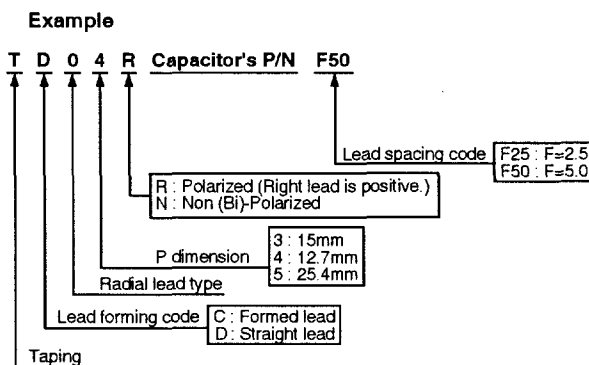 Example
T D 0 4 R Capacitor's P/N F50
Lead spacing code
F25 : F=2.5
F50 : F=5.0
R : Polarized (Right lead is positive.)
N : Non (Bi)-Polarized
P dimension
3 : 15mm
4 : 12.7mm
5 : 25.4mm
Radial lead type
Lead forming code
C : Formed lead
D : Straight lead
Taping